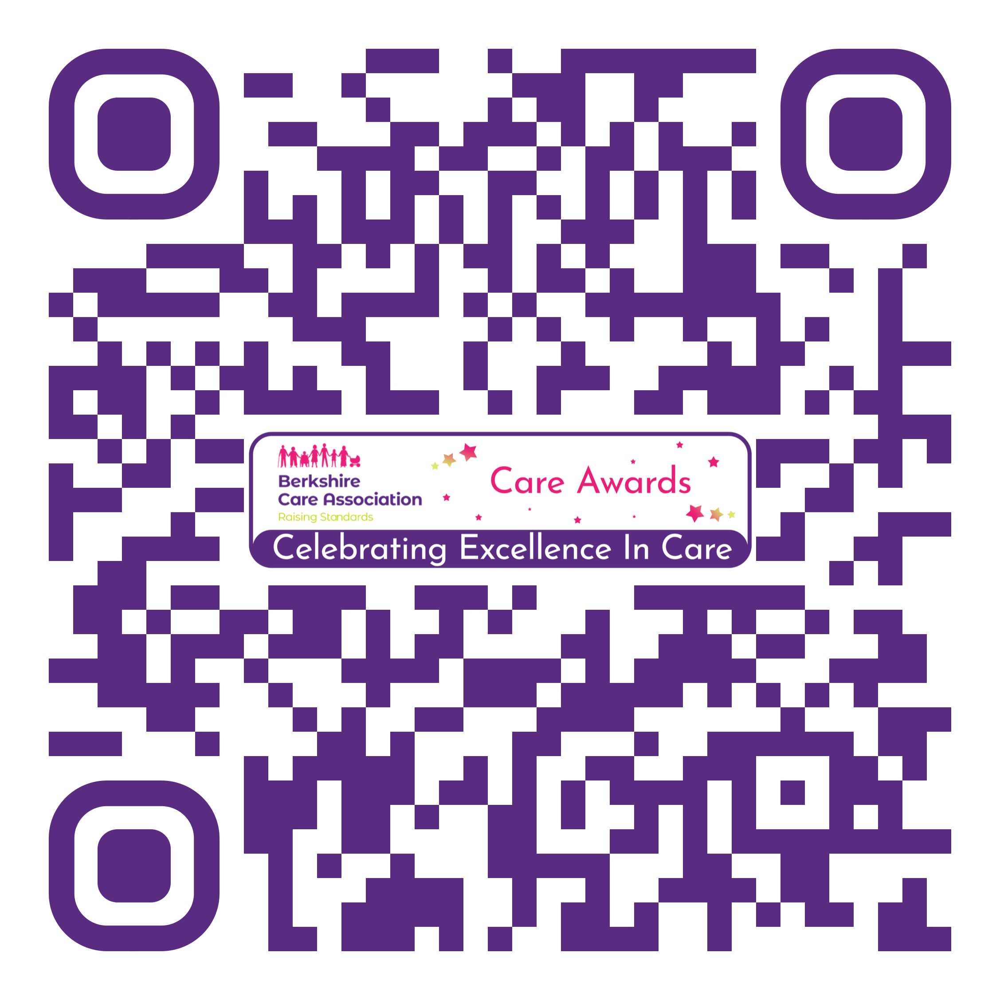 Berkshire
Care Association
Raising Standards
Care Awards
Celebrating Excellence In Care